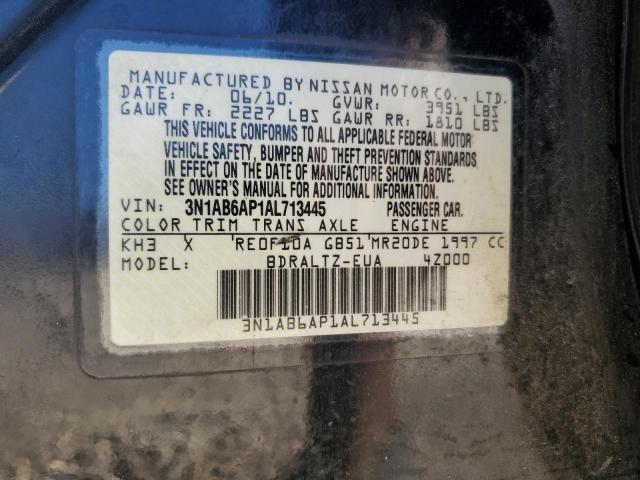 MANUFACTURED BY NISSAN MOTOR CO., LTD.
DATE: 06/10. GVWR: 3951 LBS
GAWR FR: 2227 LBS GAWR RR: 1810 LBS
THIS VEHICLE CONFORMS TO ALL APPLICABLE FEDERAL MOTOR
VEHICLE SAFETY, BUMPER AND THEFT PREVENTION STANDARDS
IN EFFECT ON THE DATE OF MANUFACTURE SHOWN ABOVE.
SEE OWNER'S MANUAL FOR ADDITIONAL INFORMATION.
VIN: 3N1AB6AP1AL713445 PASSENGER CAR.
COLOR TRIM TRANS AXLE ENGINE
KH3 X RE0F10A GB51 MR20DE 1997 CC
MODEL: BDRALTZ-EUA 4Z000
3N1AB6AP1AL713445